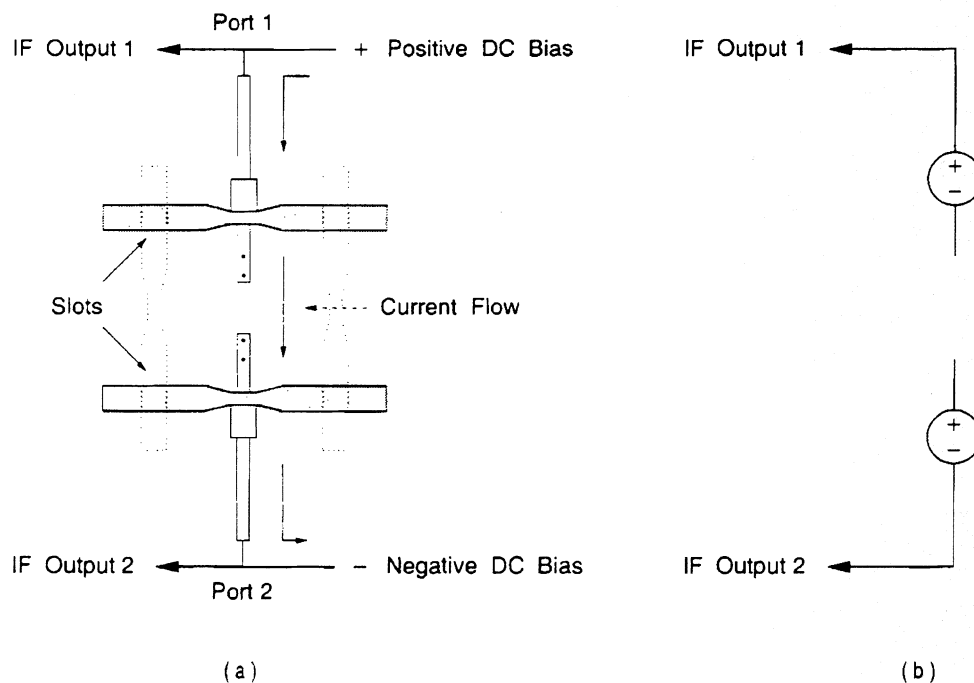 Port 1
IF Output 1
+ Positive DC Bias
IF Output 1
+
−
Slots
Current Flow
+
−
IF Output 2
− Negative DC Bias
IF Output 2
Port 2
(a)
(b)